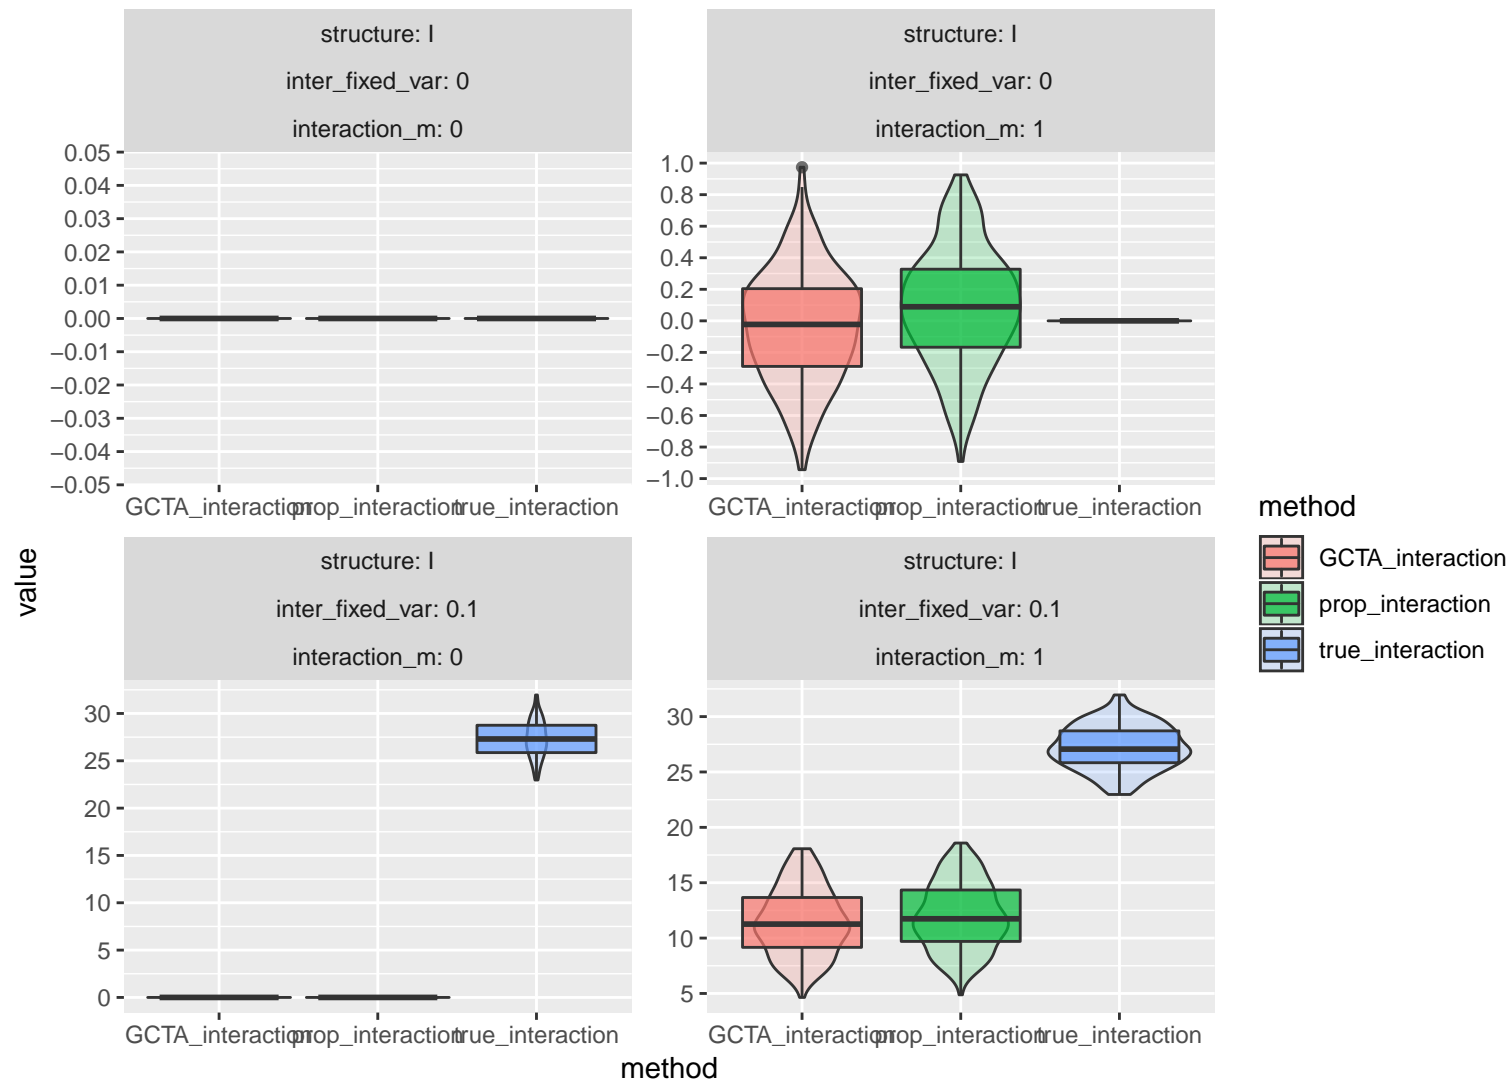 structure: I
inter_fixed_var: 0
interaction_m: 0
structure: I
inter_fixed_var: 0
interaction_m: 1
0.05
0.04
0.03
0.02
0.01
0.00
−0.01
−0.02
−0.03
−0.04
−0.05
1.0
0.8
0.6
0.4
0.2
0.0
−0.2
−0.4
−0.6
−0.8
−1.0
GCTA_interaction
prop_interaction
true_interaction
GCTA_interaction
prop_interaction
true_interaction
structure: I
inter_fixed_var: 0.1
interaction_m: 0
structure: I
inter_fixed_var: 0.1
interaction_m: 1
30
25
20
15
10
5
0
30
25
20
15
10
5
GCTA_interaction
prop_interaction
true_interaction
GCTA_interaction
prop_interaction
true_interaction
method
value
method
GCTA_interaction
prop_interaction
true_interaction